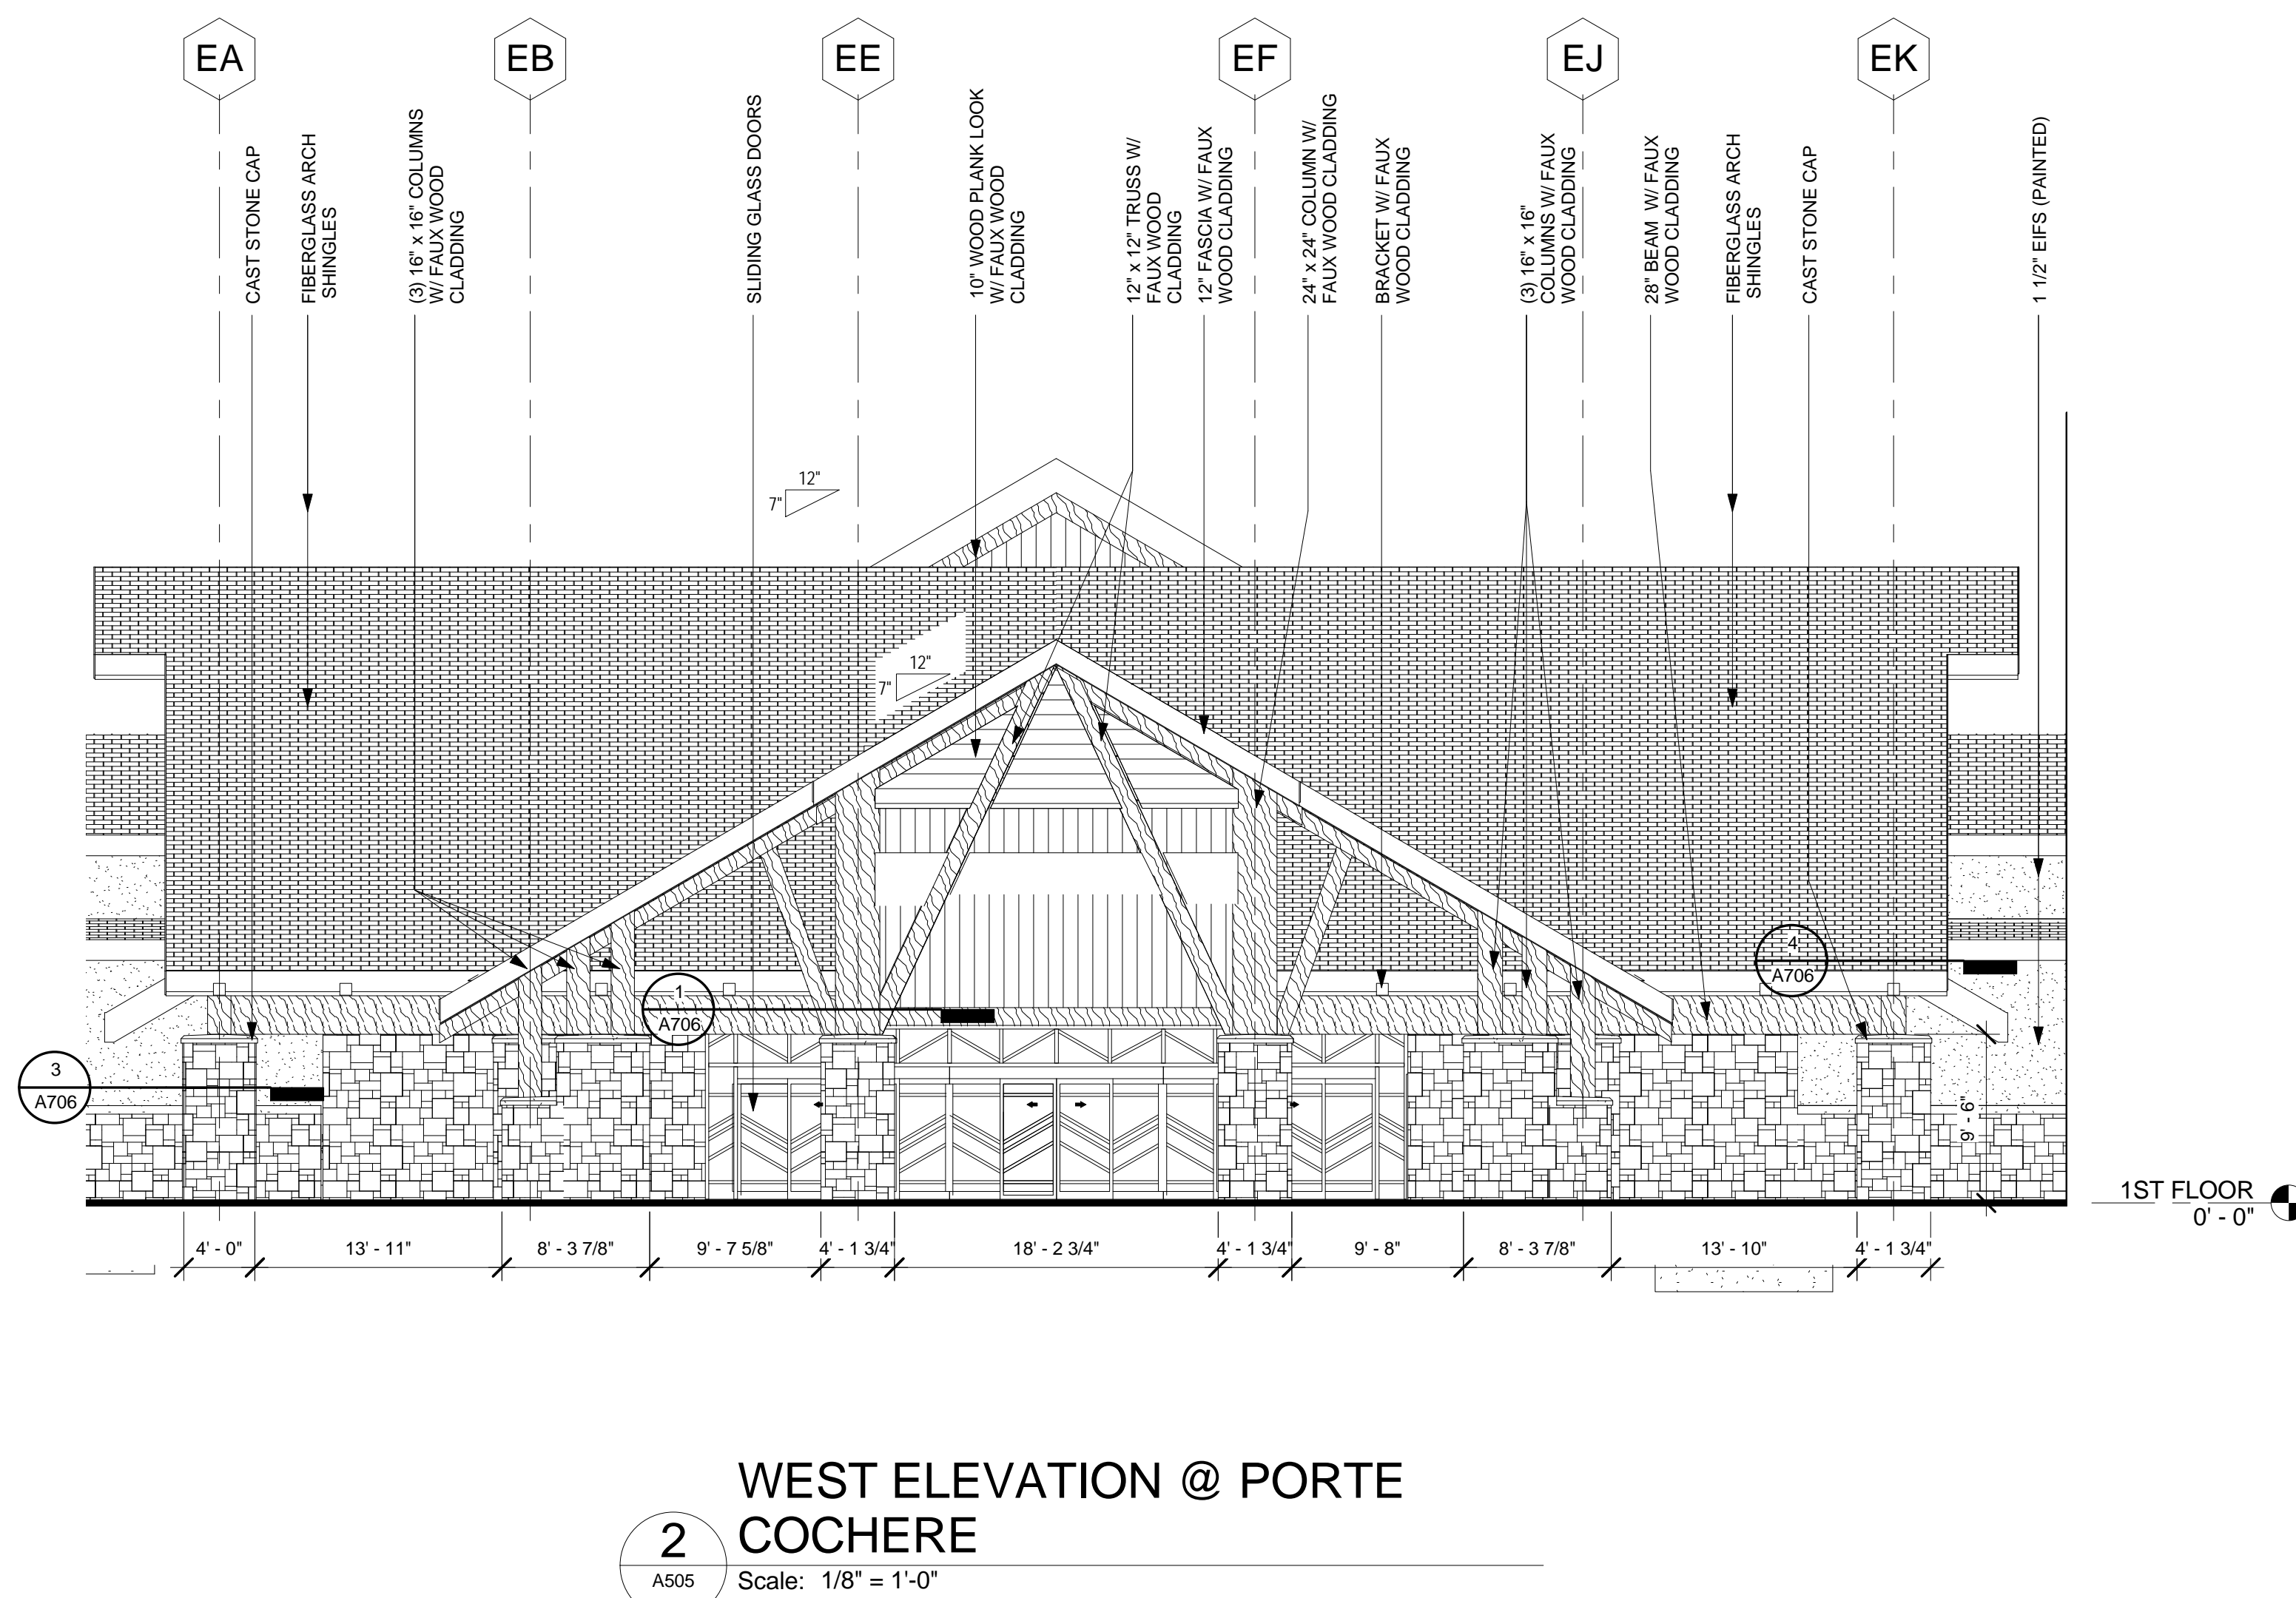 EA
EB
EE
EF
EJ
EK
CAST STONE CAP
FIBERGLASS ARCH
SHINGLES
(3) 16" x 16" COLUMNS
W/ FAUX WOOD
CLADDING
SLIDING GLASS DOORS
10" WOOD PLANK LOOK
W/ FAUX WOOD
CLADDING
12" x 12" TRUSS W/
FAUX WOOD
CLADDING
12" FASCIA W/ FAUX
WOOD CLADDING
24" x 24" COLUMN W/
FAUX WOOD CLADDING
BRACKET W/ FAUX
WOOD CLADDING
(3) 16" x 16"
COLUMNS W/ FAUX
WOOD CLADDING
28" BEAM W/ FAUX
WOOD CLADDING
FIBERGLASS ARCH
SHINGLES
CAST STONE CAP
1 1/2" EIFS (PAINTED)
12"
7"
12"
7"
4
A706
1
A706
3
A706
9' - 6"
1ST FLOOR
0' - 0"
4' - 0"
13' - 11"
8' - 3 7/8"
9' - 7 5/8"
4' - 1 3/4"
18' - 2 3/4"
4' - 1 3/4"
9' - 8"
8' - 3 7/8"
13' - 10"
4' - 1 3/4"
WEST ELEVATION @ PORTE
COCHERE
2
A505
Scale: 1/8" = 1'-0"